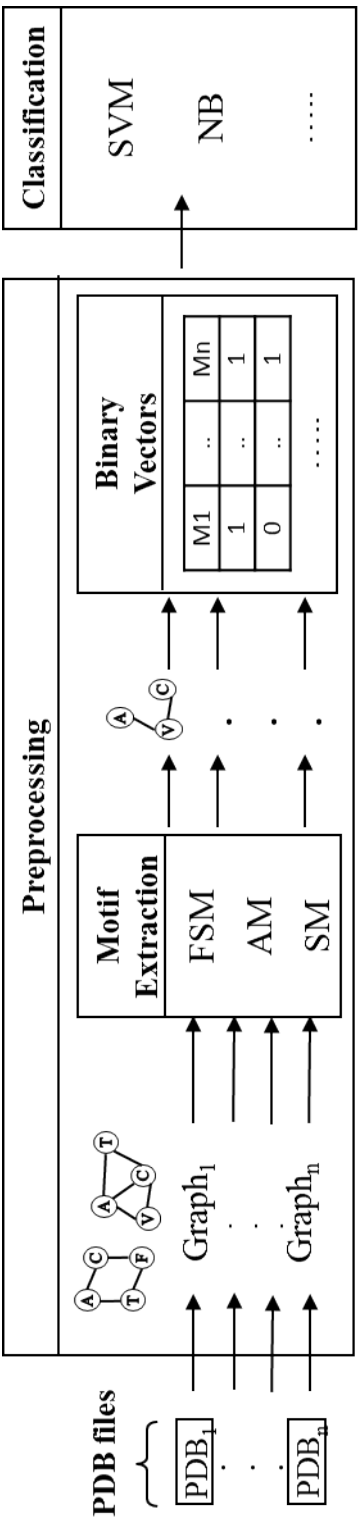 PDB files
PDB1
. . .
PDBn
Preprocessing
A C
T F
A T
V C
Graph1
. . .
Graphn
Motif
Extraction
FSM
AM
SM
A
V C
. . .
Binary
Vectors
M1 .. Mn
1 .. 1
0 .. 1
.....
Classification
SVM
NB
.....